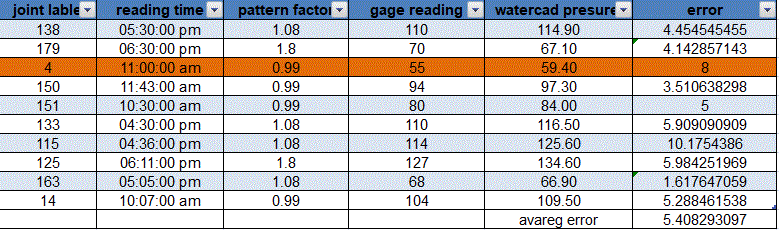 joint lable reading time pattern factor gage reading watercad presure error
138 05:30:00 pm 1.08 110 114.90 4.454545455
179 06:30:00 pm 1.8 70 67.10 4.142857143
4 11:00:00 am 0.99 55 59.40 8
150 11:43:00 am 0.99 94 97.30 3.510638298
151 10:30:00 am 0.99 80 84.00 5
133 04:30:00 pm 1.08 110 116.50 5.909090909
115 04:36:00 pm 1.08 114 125.60 10.1754386
125 06:11:00 pm 1.8 127 134.60 5.984251969
163 05:05:00 pm 1.08 68 66.90 1.617647059
14 10:07:00 am 0.99 104 109.50 5.288461538
avareg error 5.408293097